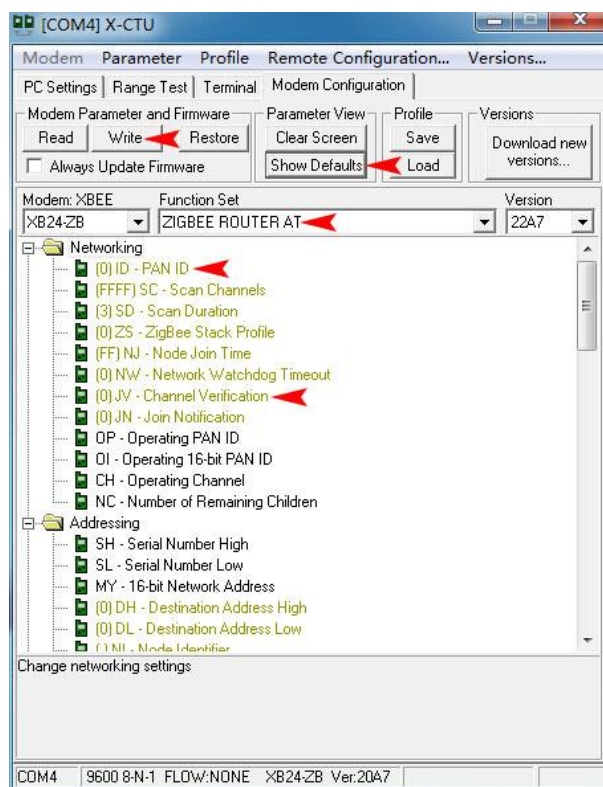 [COM4] X-CTU
Modem Parameter Profile Remote Configuration... Versions...
PC Settings Range Test Terminal Modem Configuration
Modem Parameter and Firmware Parameter View Profile Versions
Read Write Restore Clear Screen Save Download new versions...
Always Update Firmware Show Defaults Load
Modem: XBEE Function Set Version
XB24-ZB ZIGBEE ROUTER AT 22A7
Networking
(0) ID - PAN ID
(FFFF) SC - Scan Channels
(3) SD - Scan Duration
(0) ZS - ZigBee Stack Profile
(FF) NJ - Node Join Time
(0) NW - Network Watchdog Timeout
(0) JV - Channel Verification
(0) JN - Join Notification
OP - Operating PAN ID
OI - Operating 16-bit PAN ID
CH - Operating Channel
NC - Number of Remaining Children
Addressing
SH - Serial Number High
SL - Serial Number Low
MY - 16-bit Network Address
(0) DH - Destination Address High
(0) DL - Destination Address Low
( ) NI - Node Identifier
Change networking settings
COM4 9600 8-N-1 FLOW:NONE XB24-ZB Ver:20A7